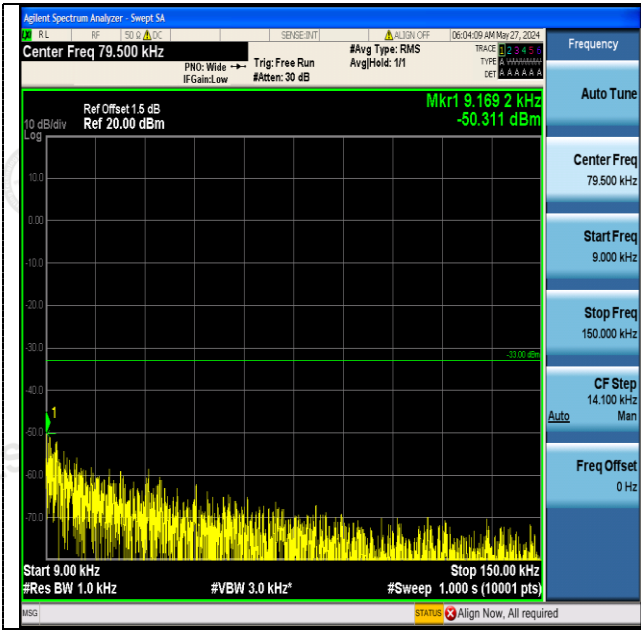 Agilent Spectrum Analyzer - Swept SA
RL RF 50 Ω DC SENSE:INT ALIGN OFF 06:04:09 AM May 27, 2024
Center Freq 79.500 kHz #Avg Type: RMS TRACE 1 2 3 4 5 6
PNO: Wide Trig: Free Run Avg|Hold: 1/1 TYPE A
IFGain:Low #Atten: 30 dB DET A A A A A A
Frequency
Mkr1 9.169 2 kHz
-50.311 dBm
Ref Offset 1.5 dB
10 dB/div Ref 20.00 dBm
Log
10.0
0.00
-10.0
-20.0
-30.0
-33.00 dBm
-40.0
1
-50.0
-60.0
-70.0
Start 9.00 kHz Stop 150.00 kHz
#Res BW 1.0 kHz #VBW 3.0 kHz* #Sweep 1.000 s (10001 pts)
MSG STATUS Align Now, All required
Auto Tune
Center Freq
79.500 kHz
Start Freq
9.000 kHz
Stop Freq
150.000 kHz
CF Step
14.100 kHz
Auto Man
Freq Offset
0 Hz